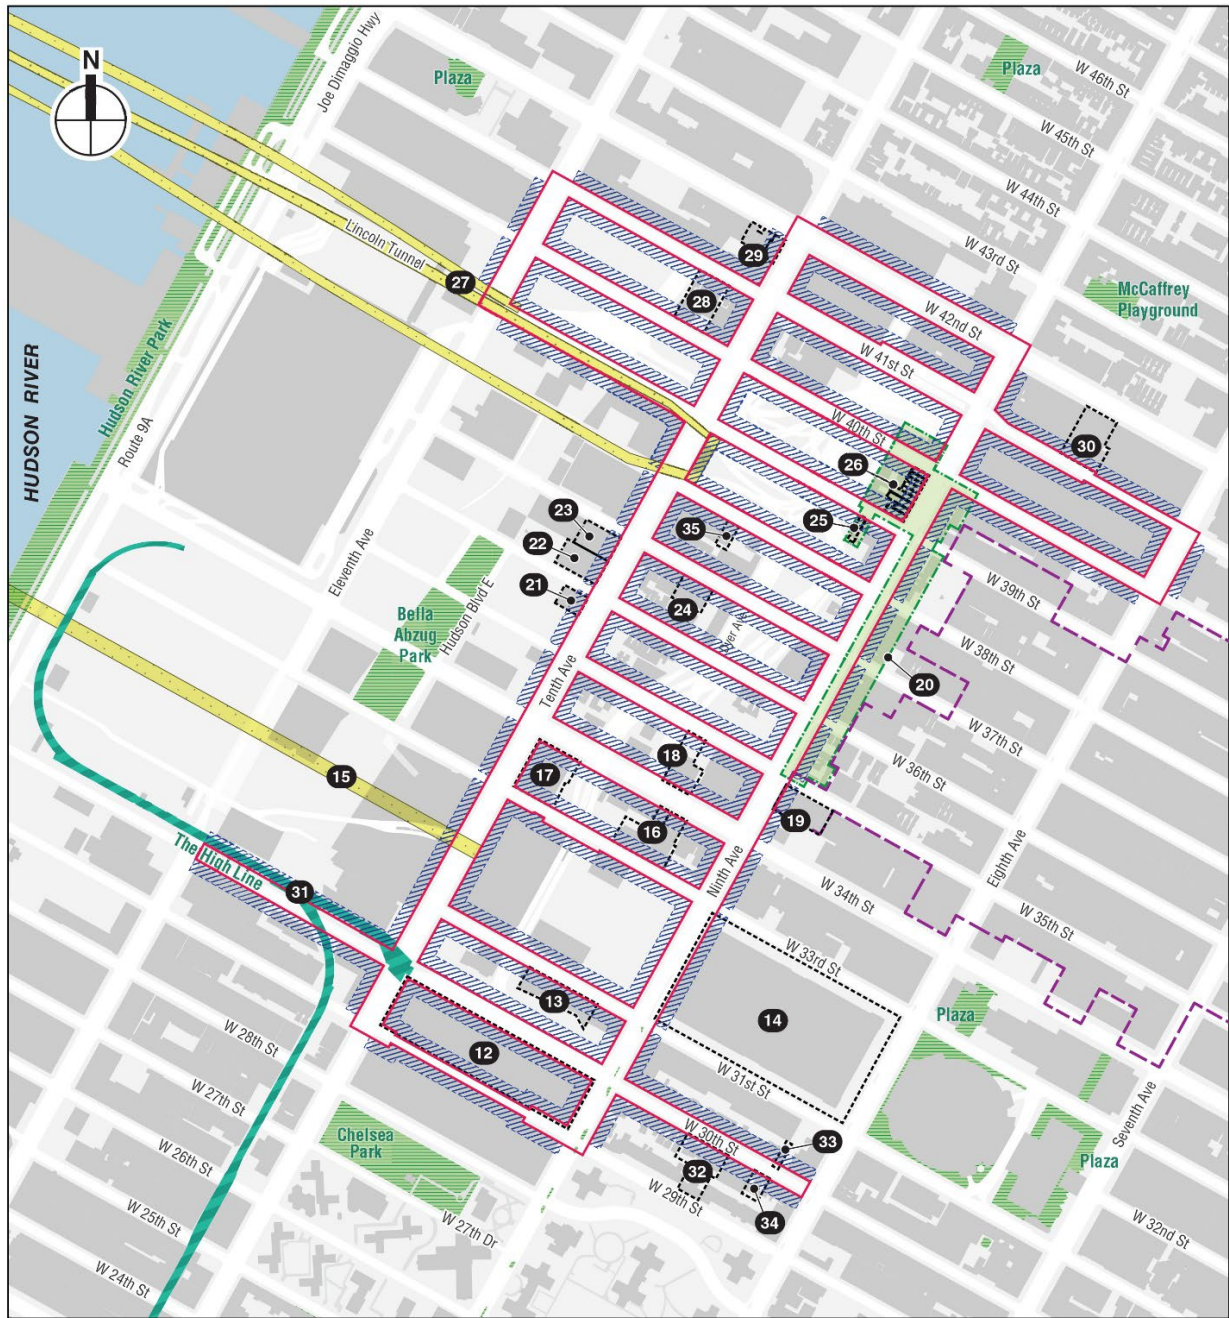 N
HUDSON RIVER
Hudson River Park
Route 9A
Joe Dimaggio Hwy
Lincoln Tunnel
Plaza
Plaza
W 46th St
W 45th St
W 44th St
W 43rd St
McCaffrey
Playground
W 42nd St
W 41st St
W 40th St
27
29
28
30
26
25
35
23
22
21
24
20
Eleventh Ave
Hudson Blvd E
Bella
Abzug
Park
Tenth Ave
W 39th St
W 38th St
W 37th St
W 36th St
15
17
18
16
19
Ninth Ave
Eighth Ave
W 35th St
W 34th St
W 33rd St
The High Line
31
13
14
12
Plaza
W 31st St
W 30th St
W 28th St
W 27th St
W 26th St
W 25th St
W 24th St
Chelsea
Park
W 27th Dr
W 29th St
32
33
34
Seventh Ave
Plaza
W 32nd St